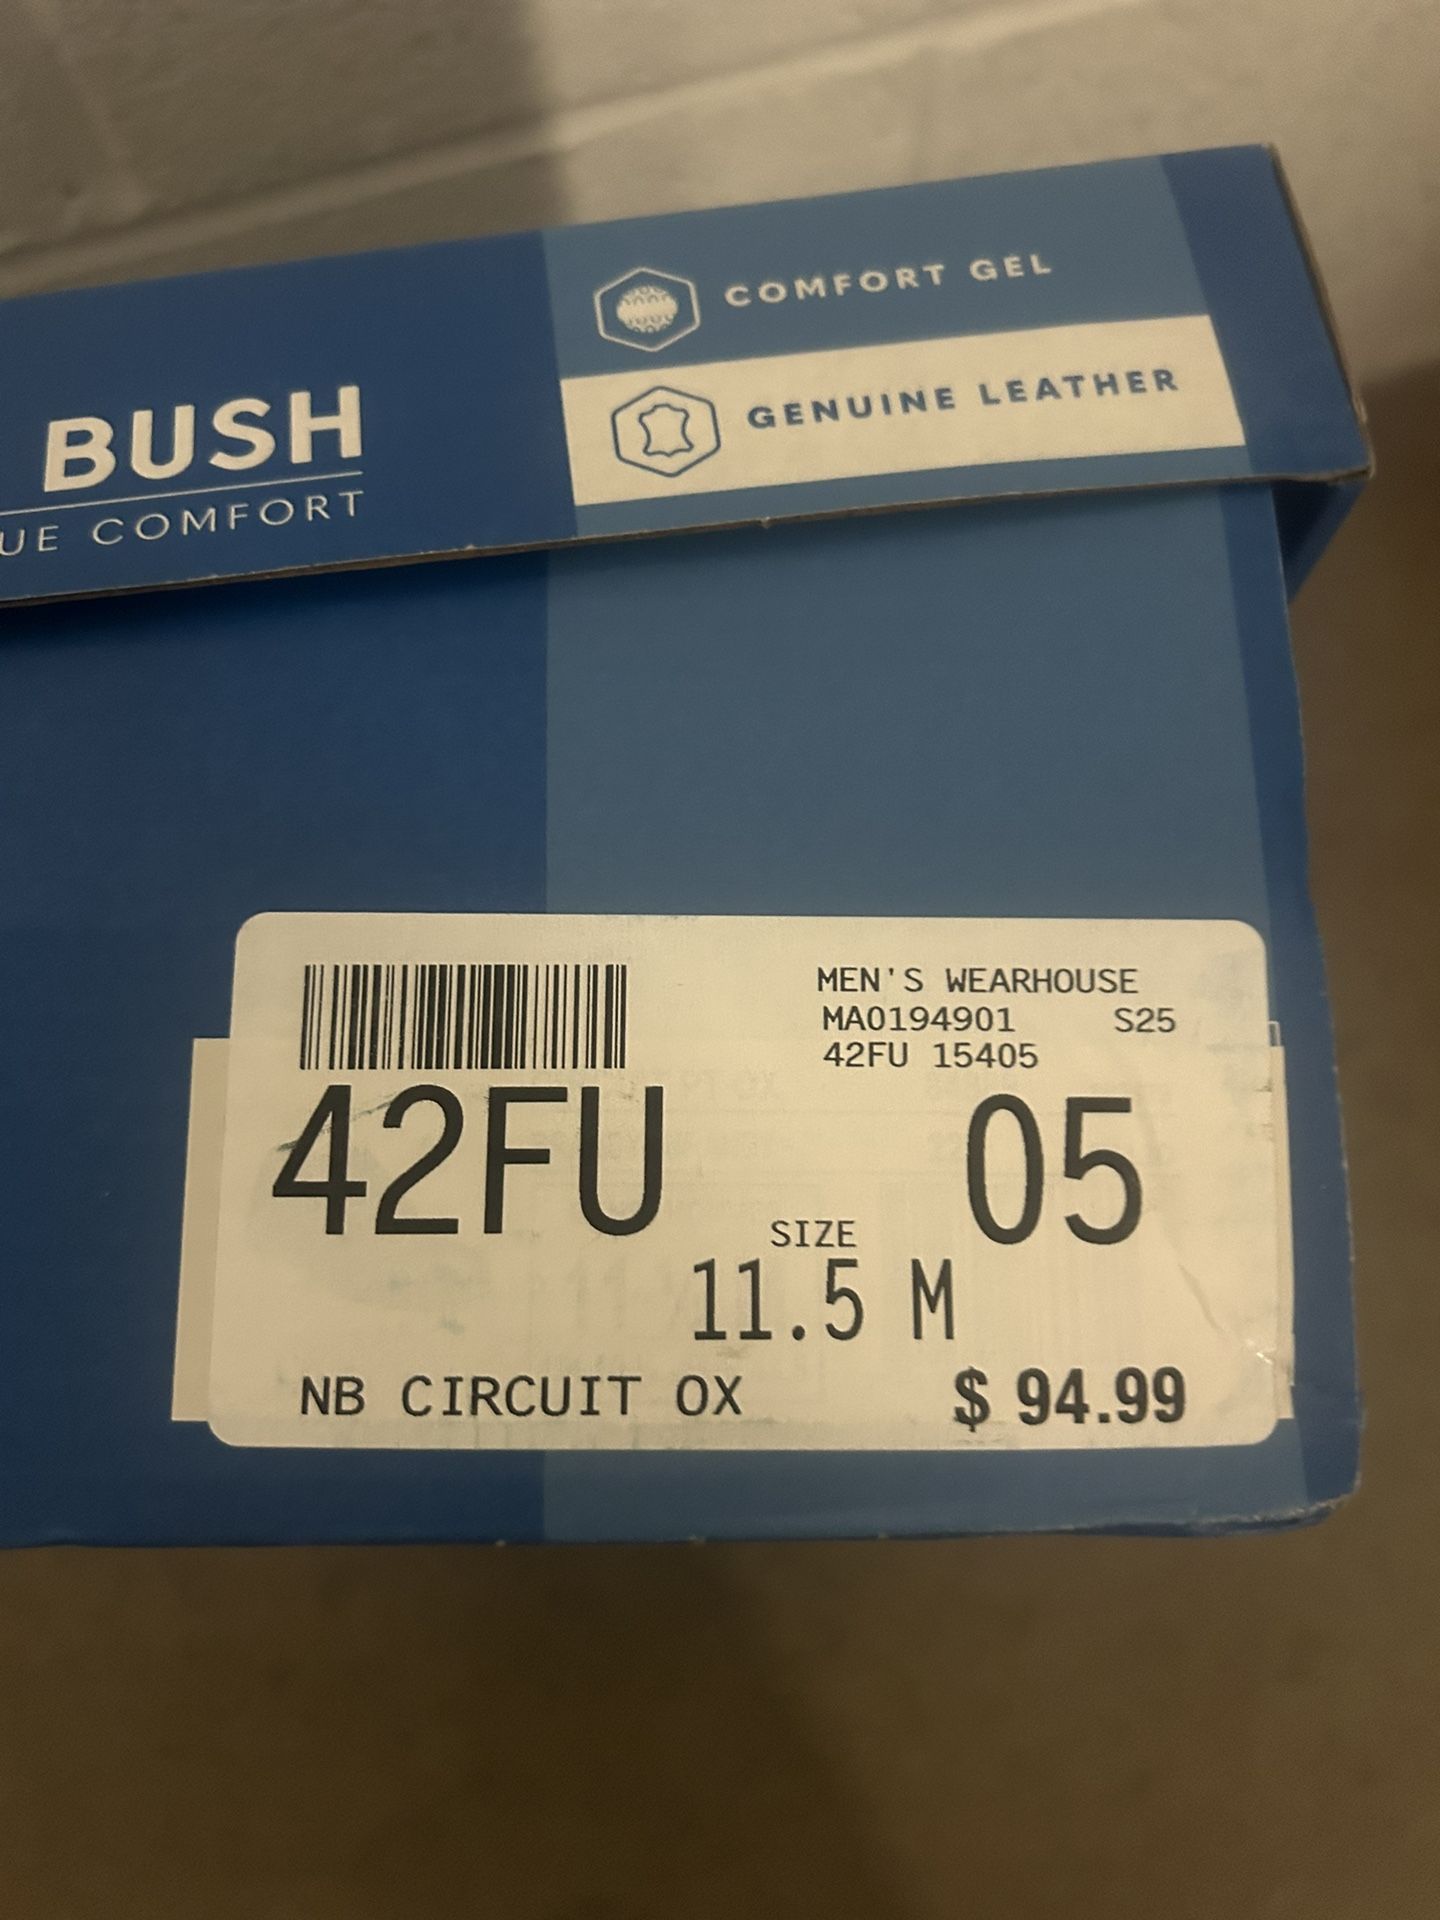 COMFORT GEL
GENUINE LEATHER
BUSH
UE COMFORT
MEN'S WEARHOUSE
MA0194901 S25
42FU 15405
42FU 05
SIZE
11.5 M
NB CIRCUIT OX $ 94.99